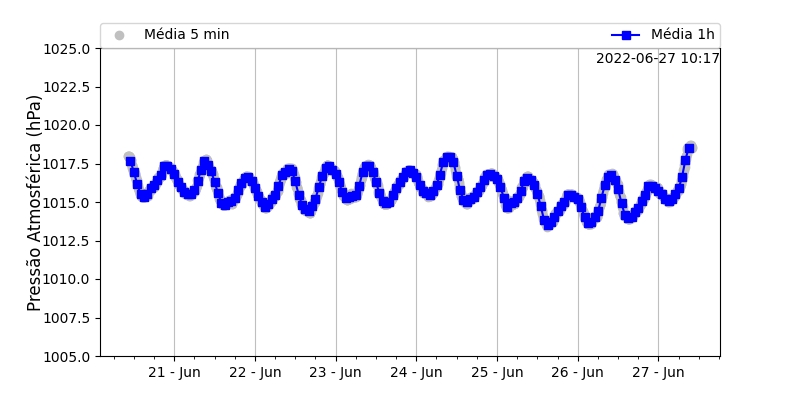 Média 5 min
Média 1h
2022-06-27 10:17
Pressão Atmosférica (hPa)
1025.0
1022.5
1020.0
1017.5
1015.0
1012.5
1010.0
1007.5
1005.0
21 - Jun
22 - Jun
23 - Jun
24 - Jun
25 - Jun
26 - Jun
27 - Jun